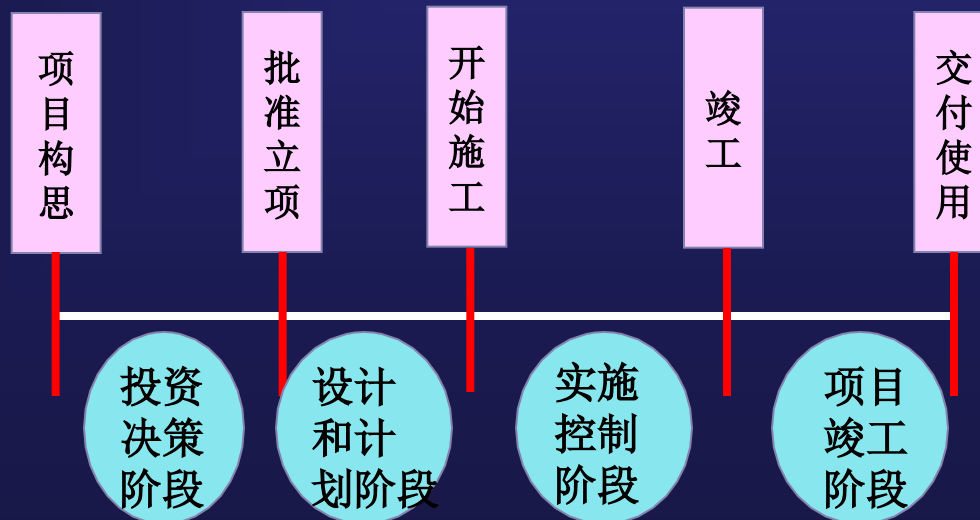 项目构思
批准立项
开始施工
竣工
交付使用
投资
决策
阶段
设计
和计
划阶段
实施
控制
阶段
项目
竣工
阶段